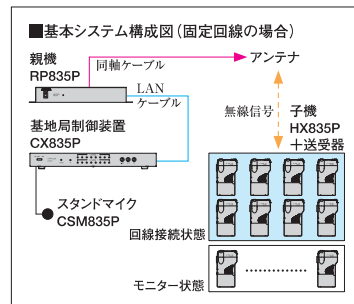 ■基本システム構成図(固定回線の場合)
親機
RP835P
同軸ケーブル
アンテナ
LAN
ケーブル
無線信号
子機
HX835P
＋送受器
基地局制御装置
CX835P
スタンドマイク
CSM835P
回線接続状態
モニター状態